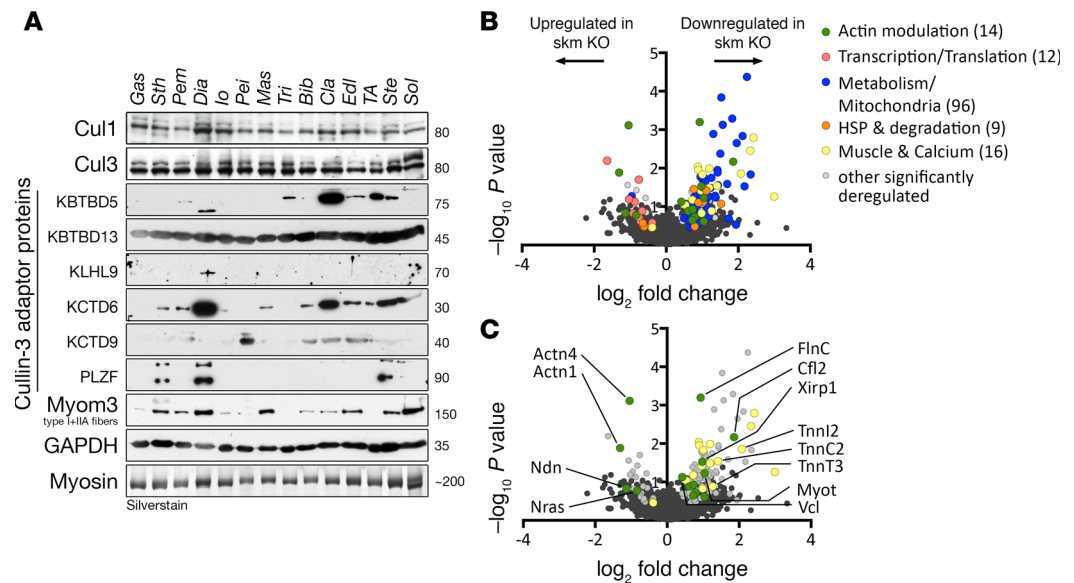 A
Gas Sth Pem Dia Io Pei Mas Tri Bib Cla Edl TA Ste Sol
Cul1 80
Cul3 80
Cullin-3 adaptor proteins
KBTBD5 75
KBTBD13 45
KLHL9 70
KCTD6 30
KCTD9 40
PLZF 90
Myom3 150
type I+IIA fibers
GAPDH 35
Myosin ~200
Silverstain
B
Upregulated in
skm KO
Downregulated in
skm KO
5
4
3
2
1
-4 -2 0 2 4
–log10 P value
log2 fold change
Actin modulation (14)
Transcription/Translation (12)
Metabolism/
Mitochondria (96)
HSP & degradation (9)
Muscle & Calcium (16)
other significantly
deregulated
C
5
4
3
2
1
-4 -2 0 2 4
–log10 P value
log2 fold change
Actn4
Actn1
Ndn
Nras
FlnC
Cfl2
Xirp1
TnnI2
TnnC2
TnnT3
Myot
Vcl